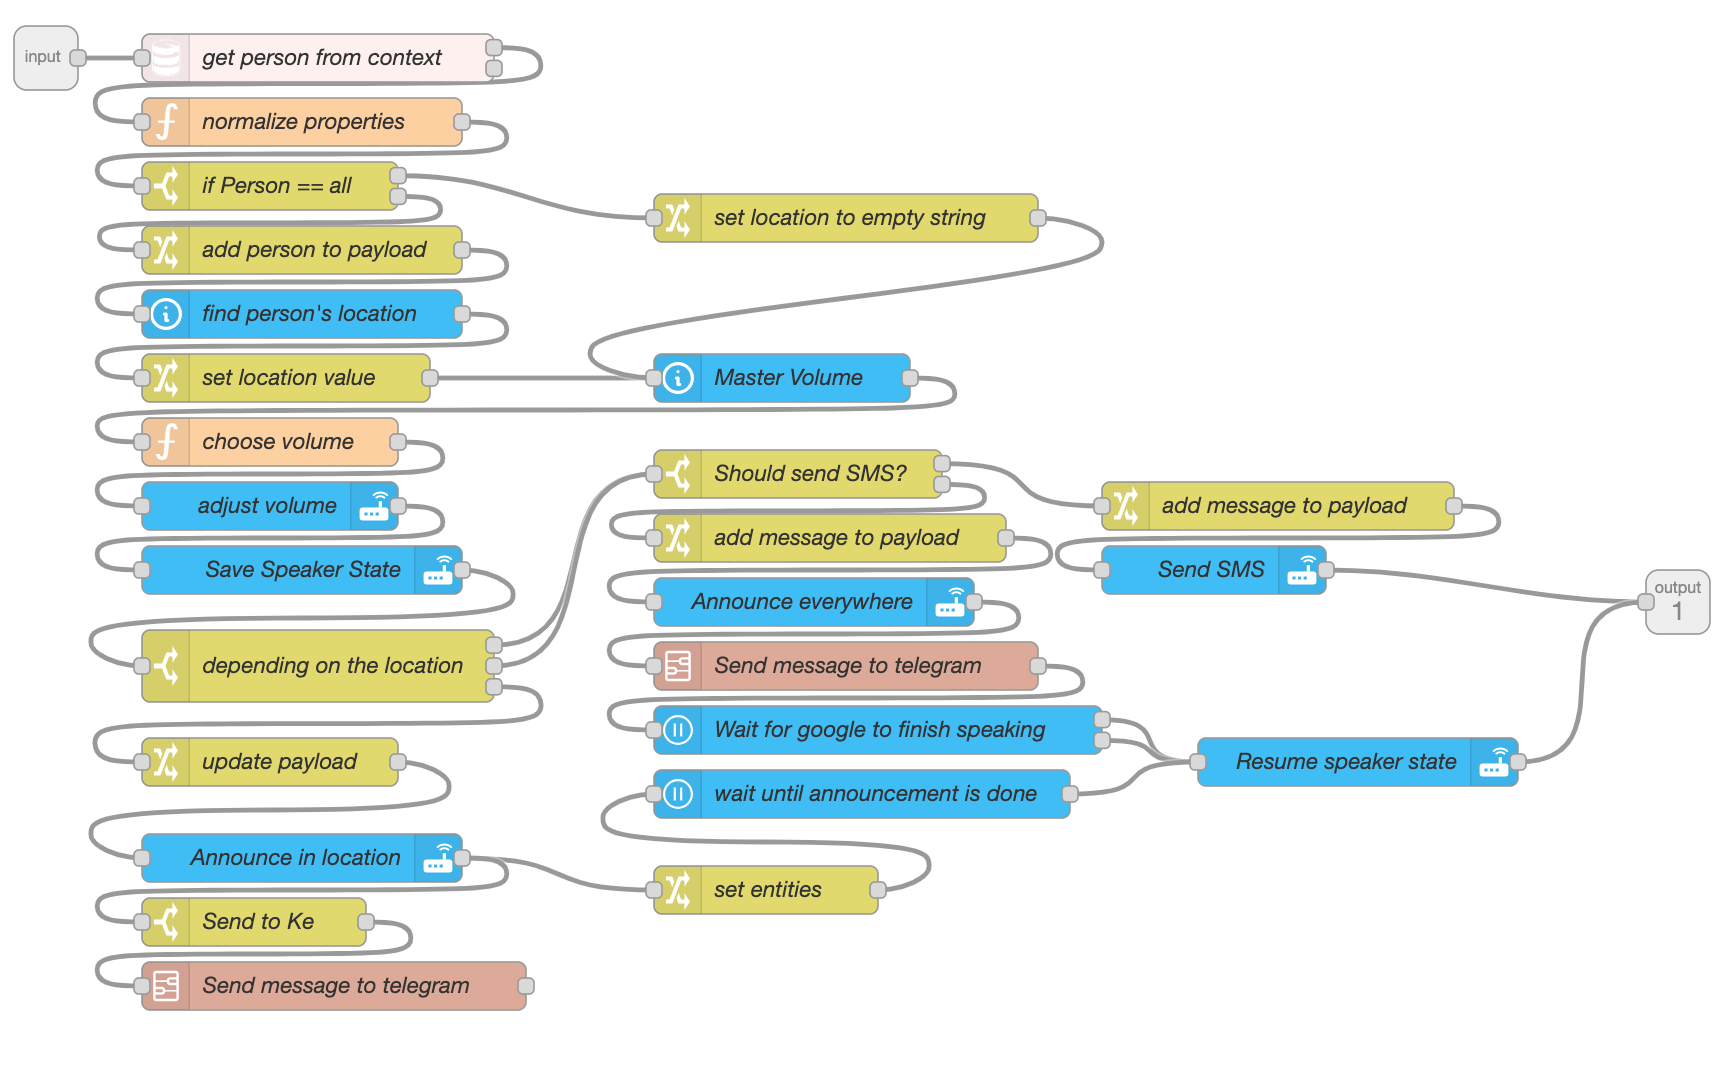 input
get person from context
normalize properties
if Person == all
add person to payload
find person's location
set location value
choose volume
adjust volume
Save Speaker State
depending on the location
update payload
Announce in location
Send to Ke
Send message to telegram
set location to empty string
Master Volume
Should send SMS?
add message to payload
Announce everywhere
Send message to telegram
Wait for google to finish speaking
wait until announcement is done
set entities
add message to payload
Send SMS
Resume speaker state
output
1